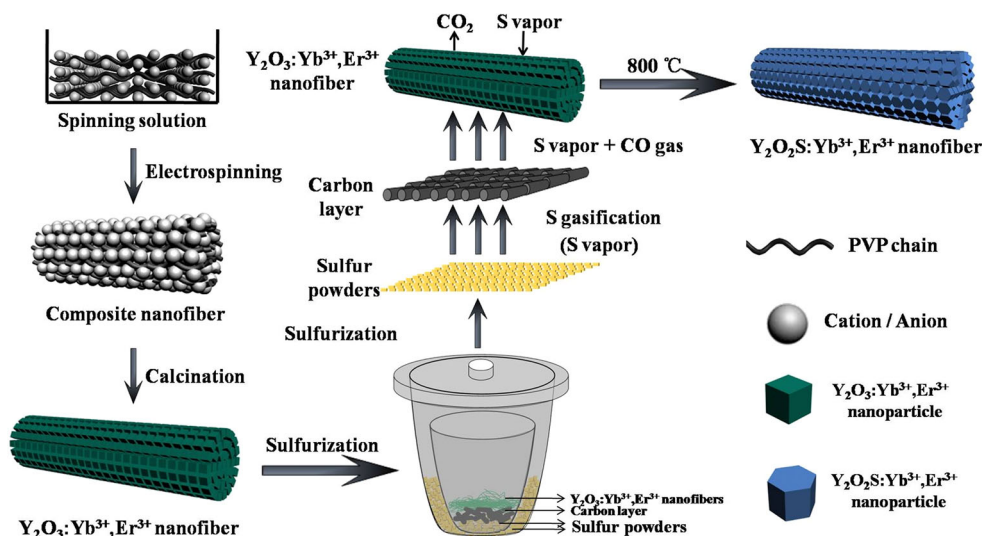 Spinning solution
Electrospinning
Composite nanofiber
Calcination
Y₂O₃:Yb³⁺,Er³⁺ nanofiber
Sulfurization
Y₂O₃:Yb³⁺,Er³⁺
nanofiber
CO₂
S vapor
S vapor + CO gas
Carbon
layer
S gasification
(S vapor)
Sulfur
powders
Sulfurization
Y₂O₃:Yb³⁺,Er³⁺ nanofibers
Carbon layer
Sulfur powders
800 ℃
Y₂O₂S:Yb³⁺,Er³⁺ nanofiber
PVP chain
Cation / Anion
Y₂O₃:Yb³⁺,Er³⁺
nanoparticle
Y₂O₂S:Yb³⁺,Er³⁺
nanoparticle